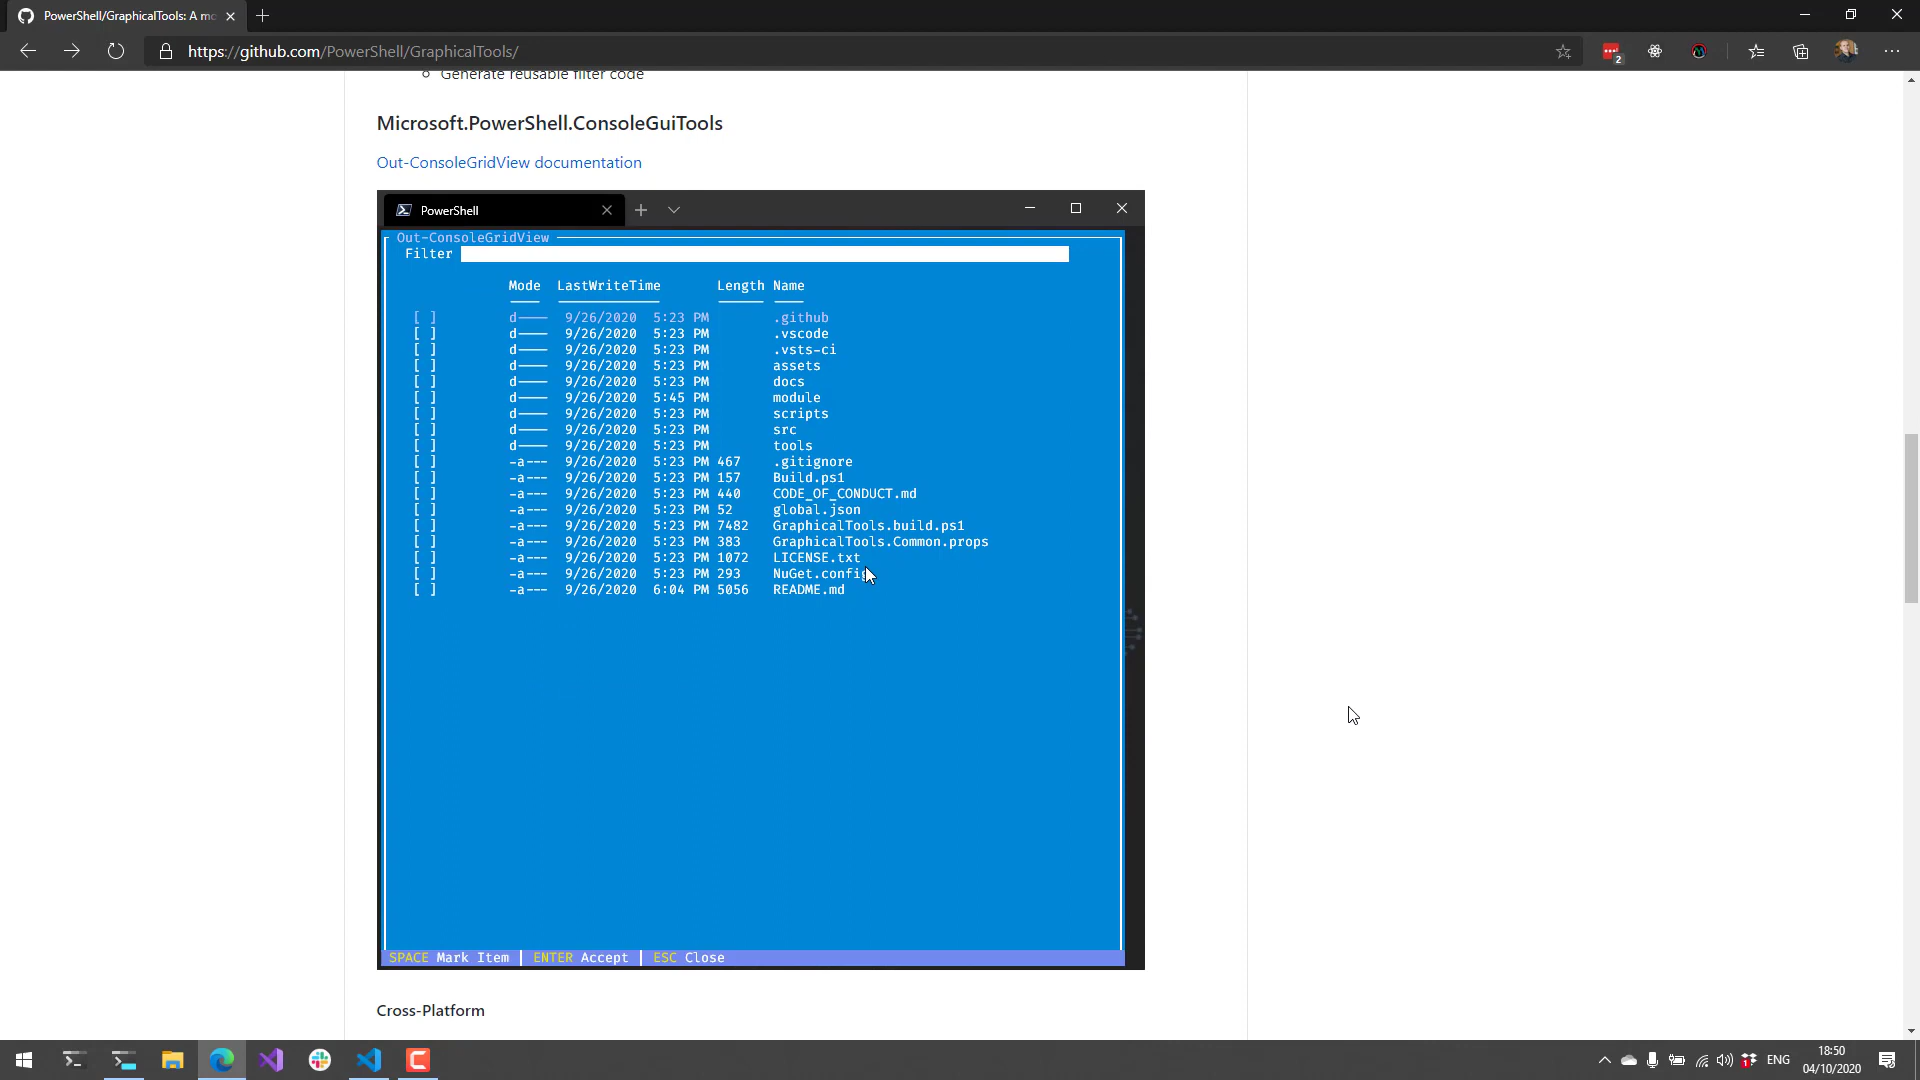 PowerShell/GraphicalTools: A mo
https://github.com/PowerShell/GraphicalTools/
2
Generate reusable filter code
Microsoft.PowerShell.ConsoleGuiTools
Out-ConsoleGridView documentation
PowerShell
Out-ConsoleGridView
Filter
Mode LastWriteTime Length Name
[ ] d---- 9/26/2020 5:23 PM .github
[ ] d---- 9/26/2020 5:23 PM .vscode
[ ] d---- 9/26/2020 5:23 PM .vsts-ci
[ ] d---- 9/26/2020 5:23 PM assets
[ ] d---- 9/26/2020 5:23 PM docs
[ ] d---- 9/26/2020 5:45 PM module
[ ] d---- 9/26/2020 5:23 PM scripts
[ ] d---- 9/26/2020 5:23 PM src
[ ] d---- 9/26/2020 5:23 PM tools
[ ] -a--- 9/26/2020 5:23 PM 467 .gitignore
[ ] -a--- 9/26/2020 5:23 PM 157 Build.ps1
[ ] -a--- 9/26/2020 5:23 PM 440 CODE_OF_CONDUCT.md
[ ] -a--- 9/26/2020 5:23 PM 52 global.json
[ ] -a--- 9/26/2020 5:23 PM 7482 GraphicalTools.build.ps1
[ ] -a--- 9/26/2020 5:23 PM 383 GraphicalTools.Common.props
[ ] -a--- 9/26/2020 5:23 PM 1072 LICENSE.txt
[ ] -a--- 9/26/2020 5:23 PM 293 NuGet.config
[ ] -a--- 9/26/2020 6:04 PM 5056 README.md
SPACE Mark Item | ENTER Accept | ESC Close
Cross-Platform
ENG
18:50
04/10/2020